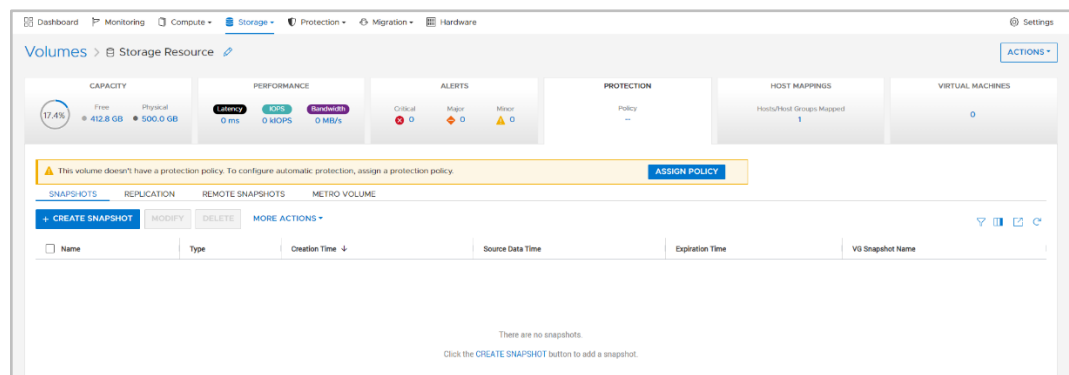 Dashboard Monitoring Compute Storage Protection Migration Hardware Settings
Volumes > Storage Resource ACTIONS
CAPACITY PERFORMANCE ALERTS PROTECTION HOST MAPPINGS VIRTUAL MACHINES
17.4% Free Physical Latency IOPS Bandwidth Critical Major Minor Policy Hosts/Host Groups Mapped
412.8 GB 500.0 GB 0 ms 0 kIOPS 0 MB/s 0 0 0 -- 1 0
This volume doesn't have a protection policy. To configure automatic protection, assign a protection policy. ASSIGN POLICY
SNAPSHOTS REPLICATION REMOTE SNAPSHOTS METRO VOLUME
+ CREATE SNAPSHOT MODIFY DELETE MORE ACTIONS
Name Type Creation Time ↓ Source Data Time Expiration Time VG Snapshot Name
There are no snapshots.
Click the CREATE SNAPSHOT button to add a snapshot.